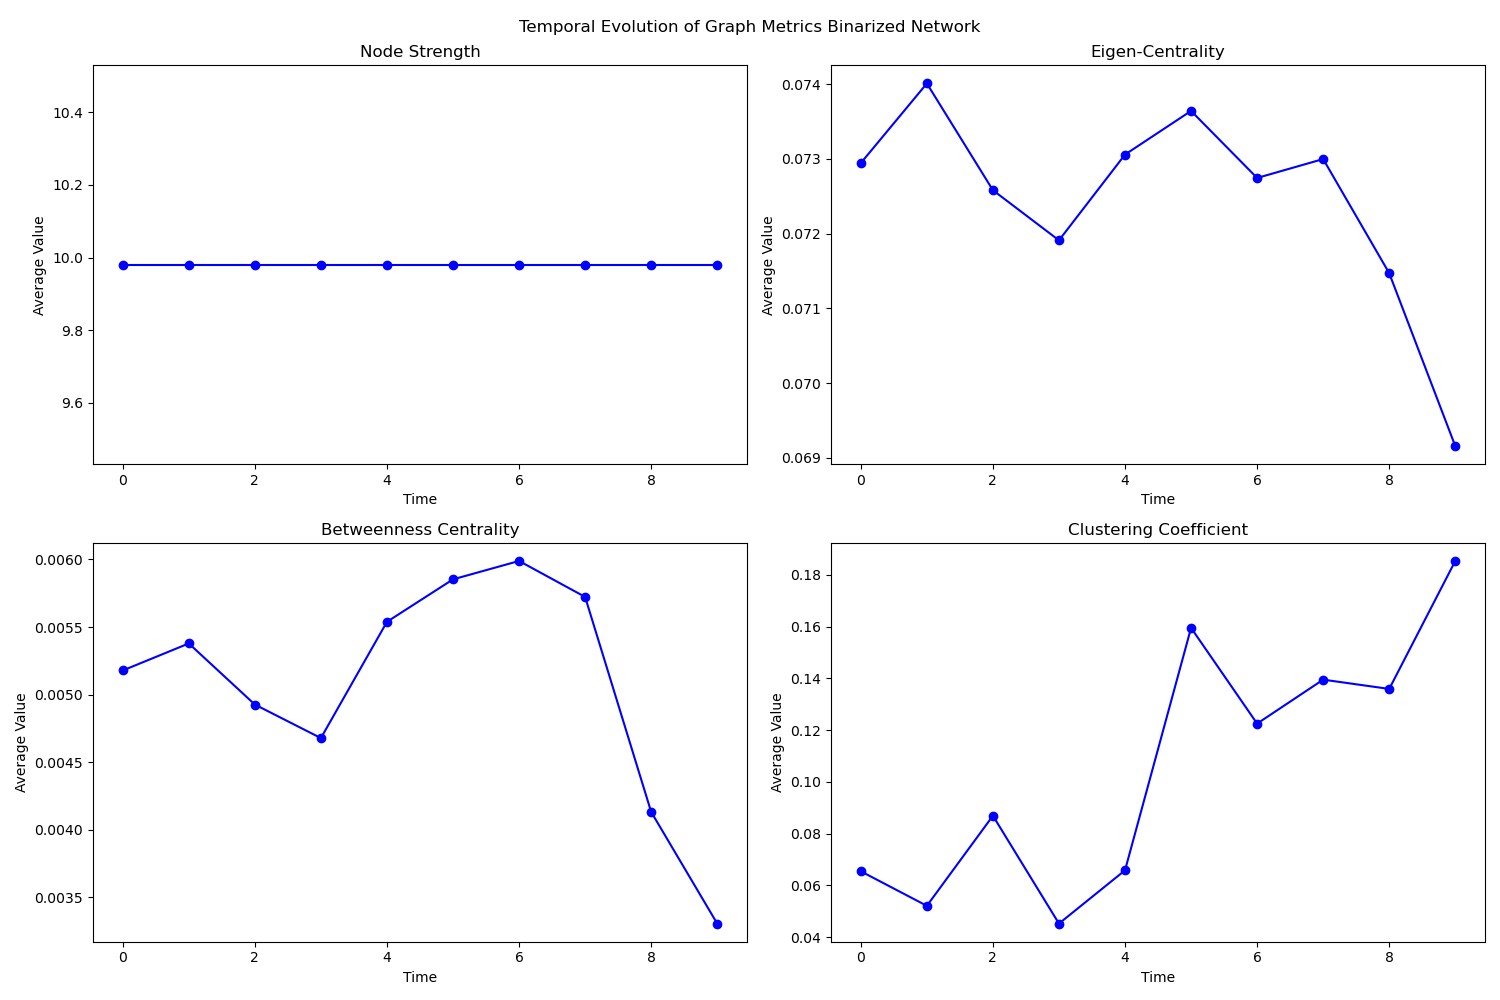 Temporal Evolution of Graph Metrics Binarized Network
Node Strength
Average Value
10.4
10.2
10.0
9.8
9.6
0 2 4 6 8
Time
Eigen-Centrality
Average Value
0.074
0.073
0.072
0.071
0.070
0.069
0 2 4 6 8
Time
Betweenness Centrality
Average Value
0.0060
0.0055
0.0050
0.0045
0.0040
0.0035
0 2 4 6 8
Time
Clustering Coefficient
Average Value
0.18
0.16
0.14
0.12
0.10
0.08
0.06
0.04
0 2 4 6 8
Time